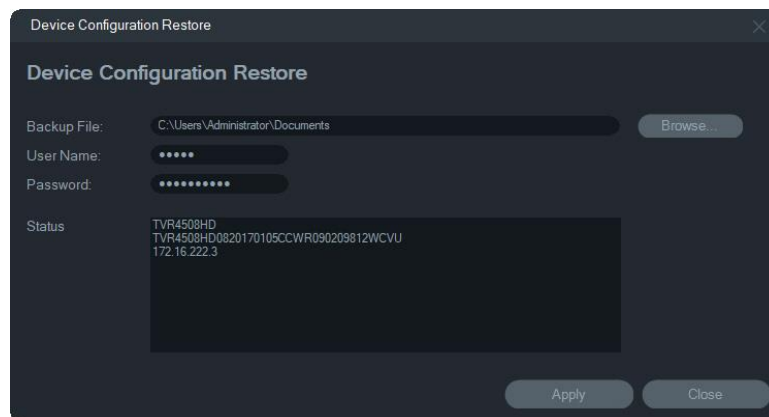 Device Configuration Restore
Device Configuration Restore
Backup File: C:\Users\Administrator\Documents Browse...
User Name: •••••
Password: ••••••••••
Status
TVR4508HD
TVR4508HD0820170105CCWR090209812WCVU
172.16.222.3
Apply Close